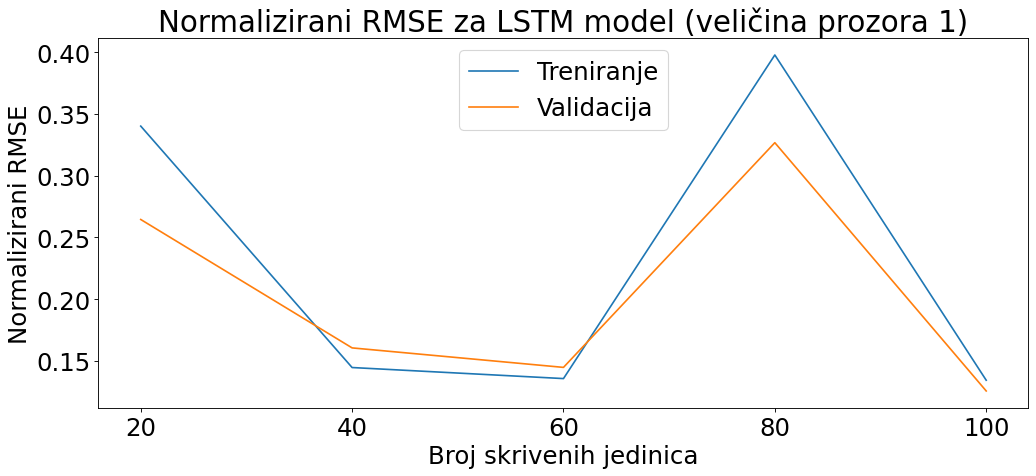 Normalizirani RMSE za LSTM model (veličina prozora 1)
Treniranje
Validacija
Normalizirani RMSE
0.40
0.35
0.30
0.25
0.20
0.15
20 40 60 80 100
Broj skrivenih jedinica